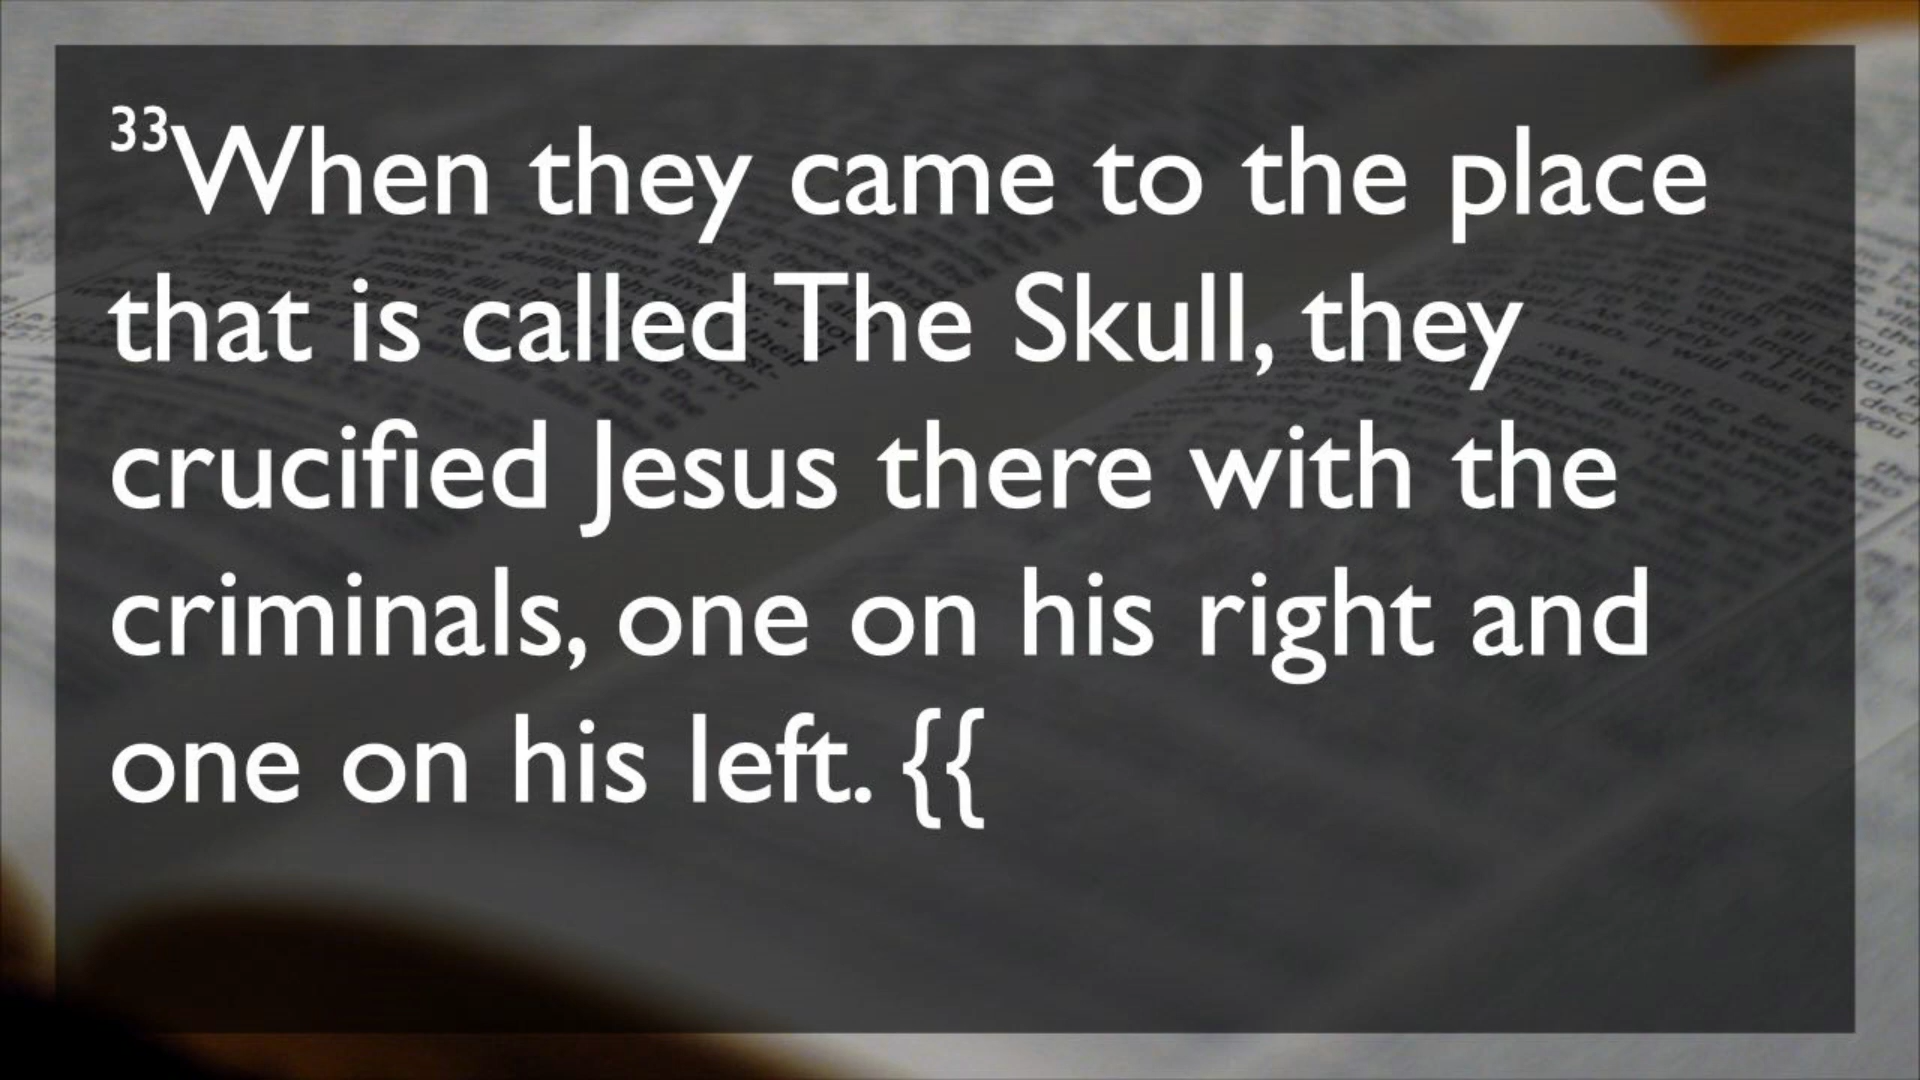 33When they came to the place
that is called The Skull, they
crucified Jesus there with the
criminals, one on his right and
one on his left. {{